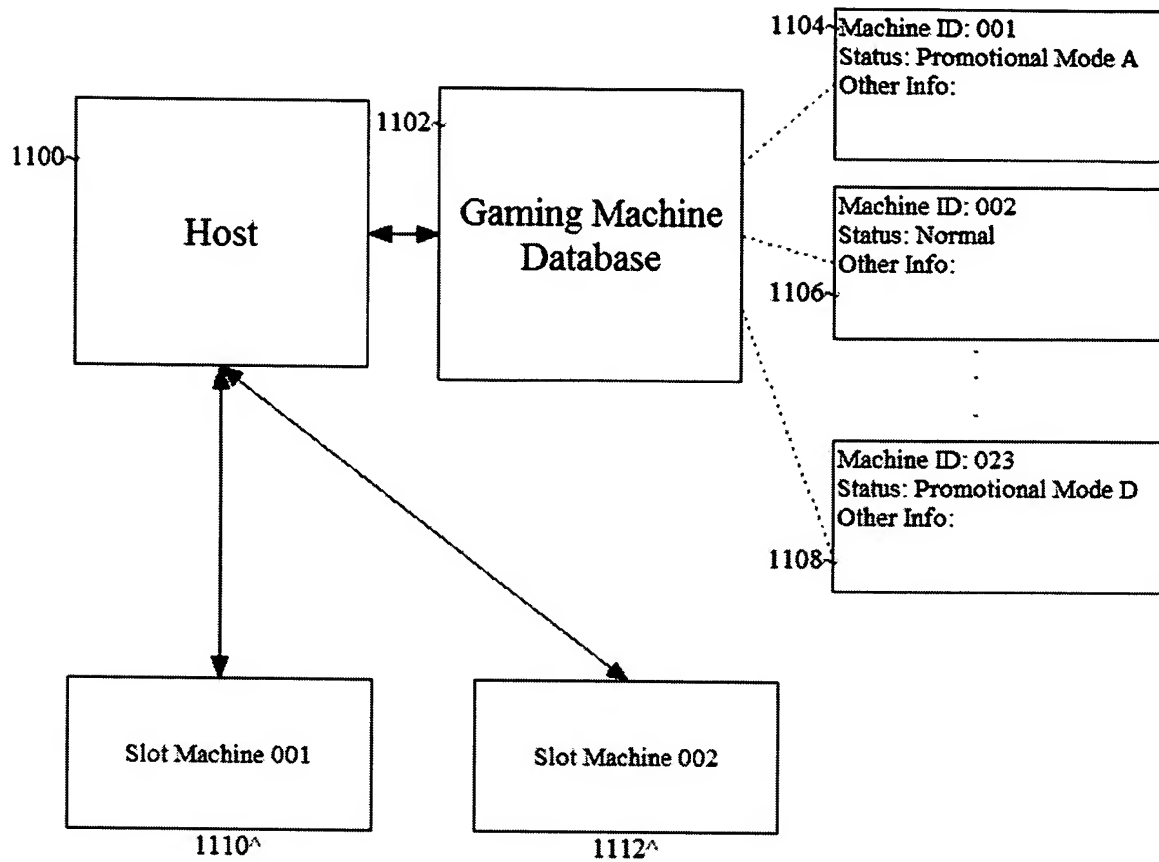 1104~
Machine ID: 001
Status: Promotional Mode A
Other Info:
1102~
1100~
Host
Gaming Machine
Database
Machine ID: 002
Status: Normal
Other Info:
1106~
Machine ID: 023
Status: Promotional Mode D
Other Info:
1108~
Slot Machine 001
Slot Machine 002
1110^
1112^